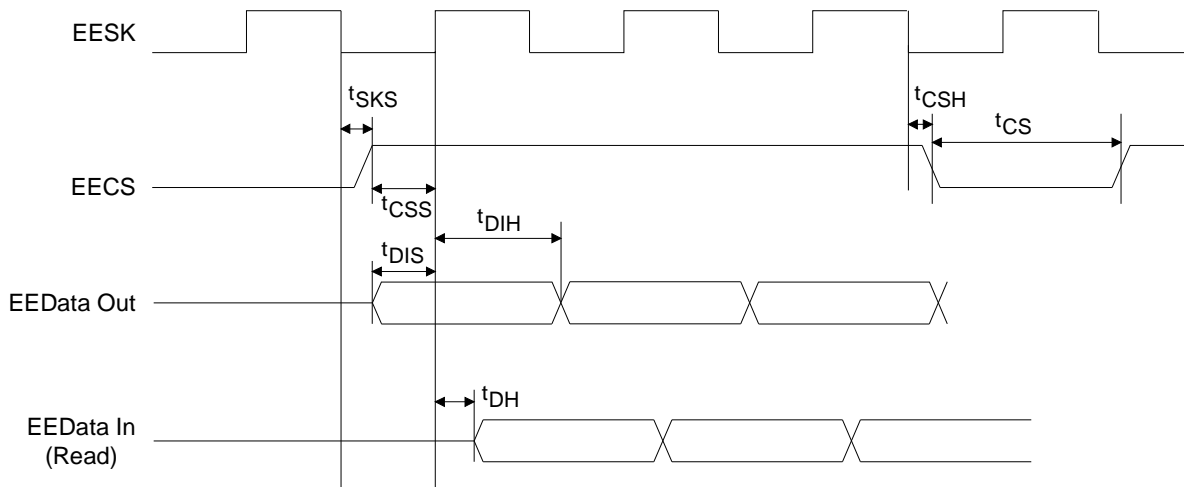 EESK
tSKS
tCSH
tCS
EECS
tCSS
tDIH
tDIS
EEData Out
tDH
EEData In
(Read)